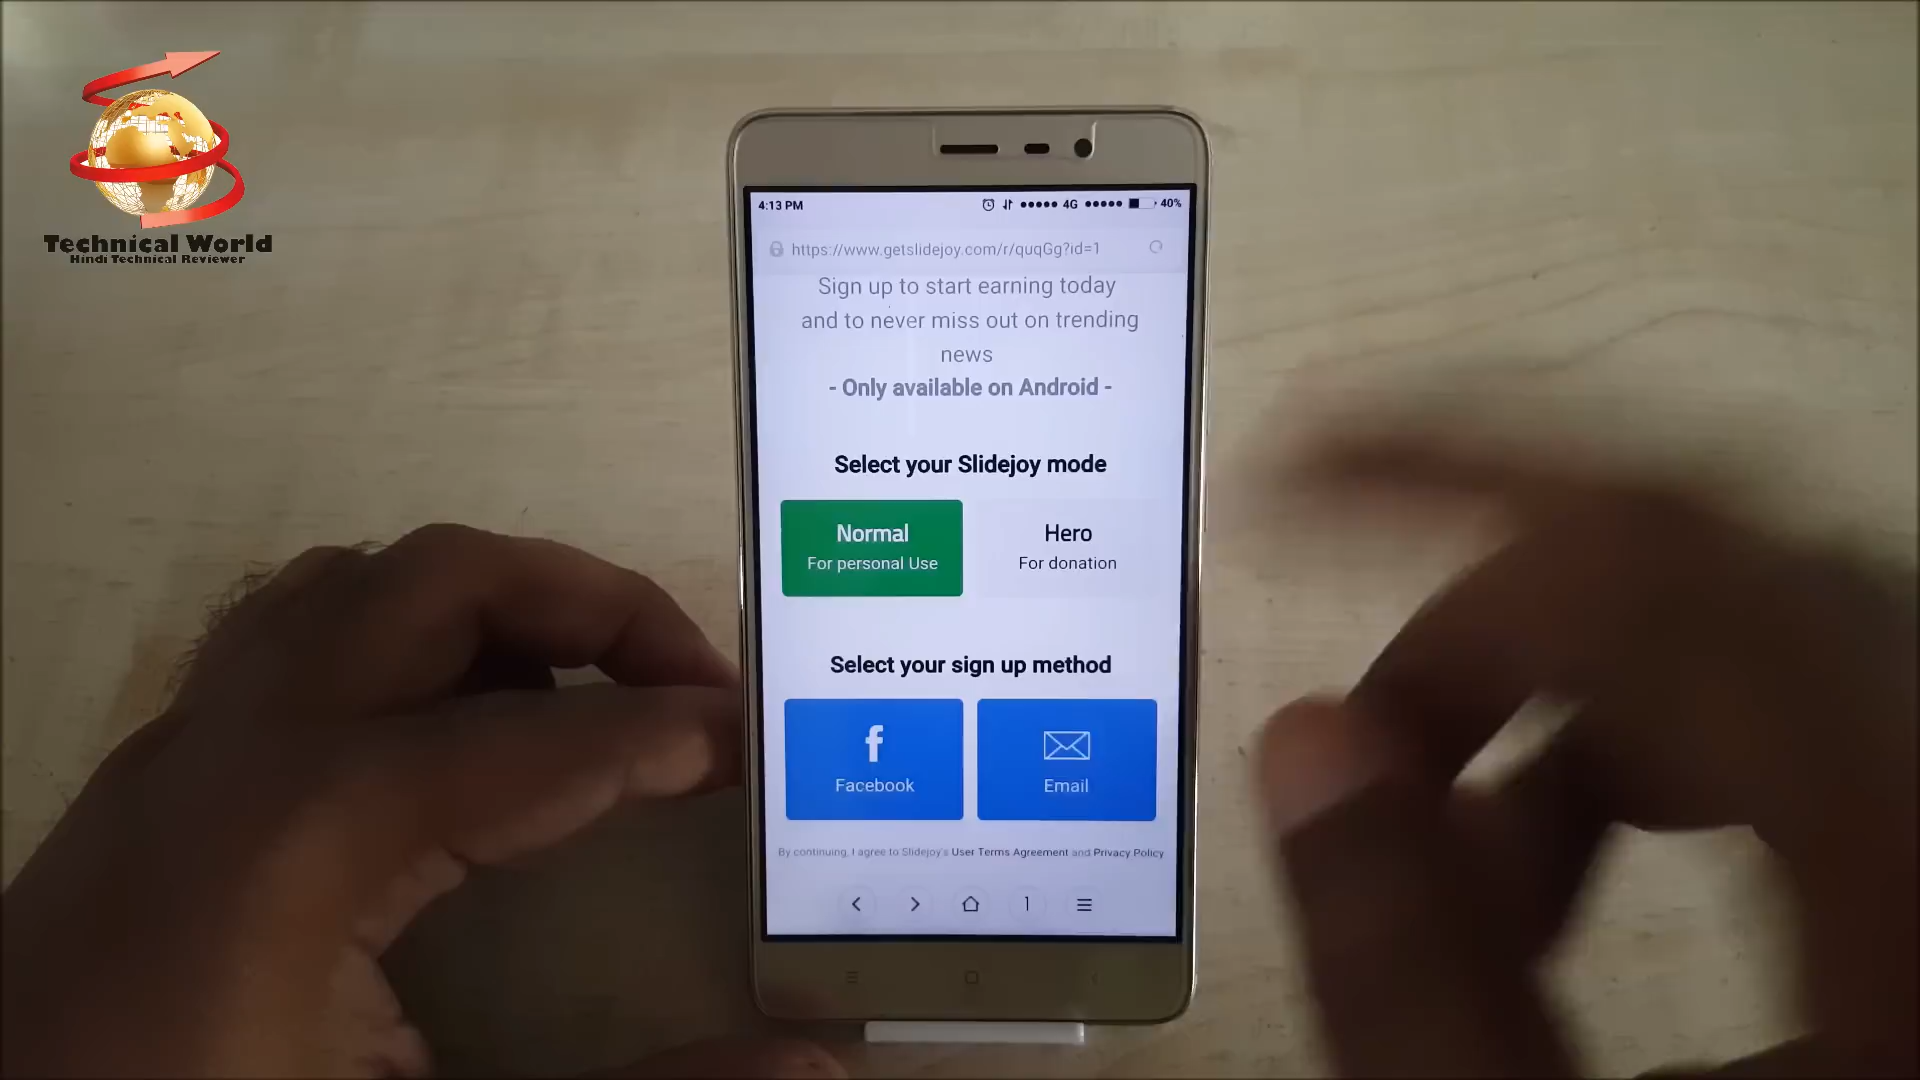 Technical World
Hindi Technical Reviewer
4:13 PM
4G
40%
https://www.getslidejoy.com/r/quqGg?id=1
Sign up to start earning today
and to never miss out on trending
news
- Only available on Android -
Select your Slidejoy mode
Normal
For personal Use
Hero
For donation
Select your sign up method
f
Facebook
Email
By continuing, I agree to Slidejoy's User Terms Agreement and Privacy Policy
1